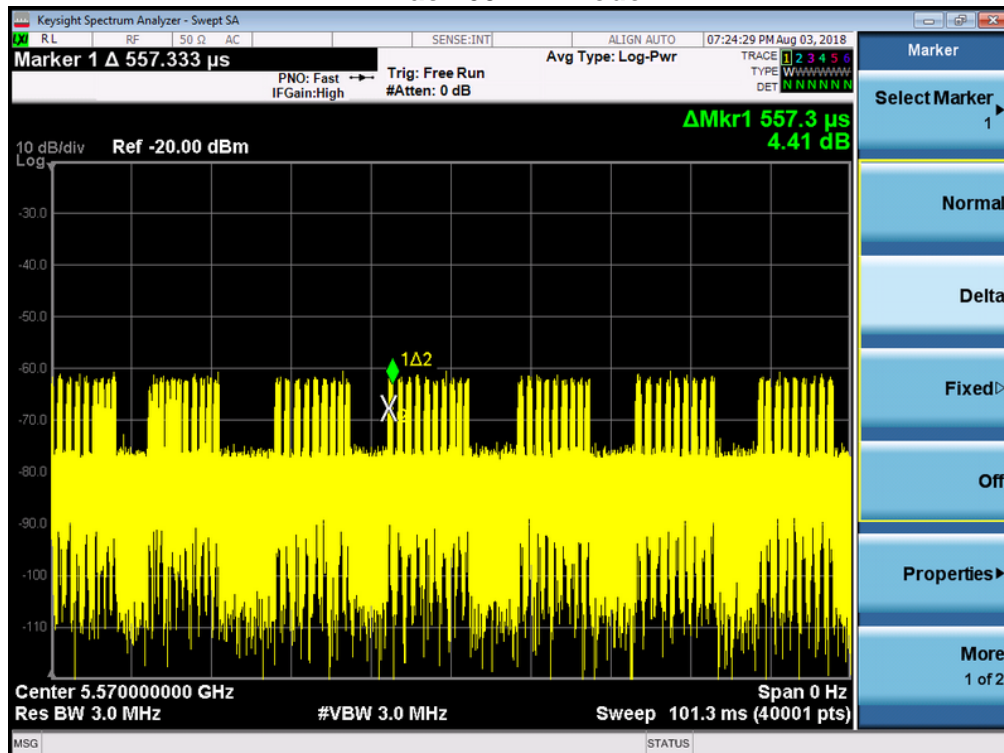 Keysight Spectrum Analyzer - Swept SA
LXI RL RF 50 Ω AC SENSE:INT ALIGN AUTO 07:24:29 PM Aug 03, 2018
Marker 1 Δ 557.333 µs
PNO: Fast
IFGain:High
Trig: Free Run
#Atten: 0 dB
Avg Type: Log-Pwr
TRACE 1 2 3 4 5 6
TYPE WWWWWW
DET N N N N N N
ΔMkr1 557.3 µs
4.41 dB
10 dB/div Ref -20.00 dBm
Log
-30.0
-40.0
-50.0
-60.0
-70.0
-80.0
-90.0
-100
-110
1Δ2
X2
Center 5.570000000 GHz
Span 0 Hz
Res BW 3.0 MHz
#VBW 3.0 MHz
Sweep 101.3 ms (40001 pts)
MSG
STATUS
Marker
Select Marker
1
Normal
Delta
Fixed
Off
Properties
More
1 of 2